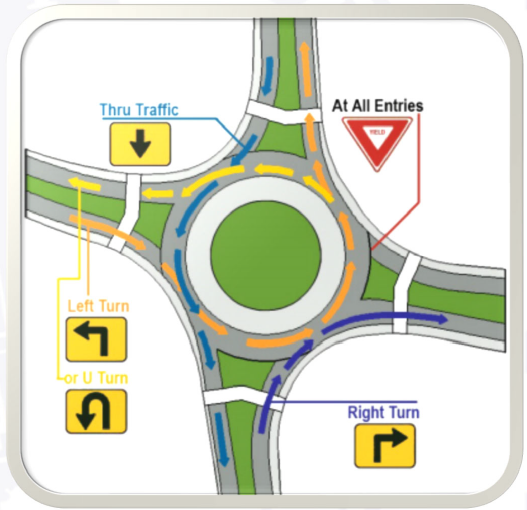 Thru Traffic
At All Entries
YIELD
Left Turn
or U Turn
Right Turn